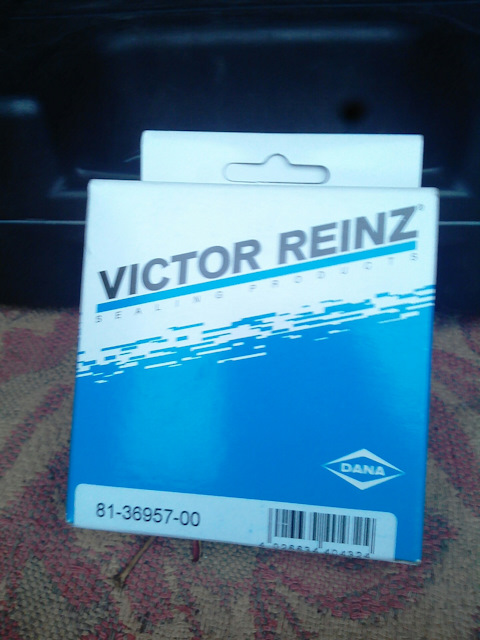 VICTOR REINZ®
SEALING PRODUCTS
DANA
81-36957-00